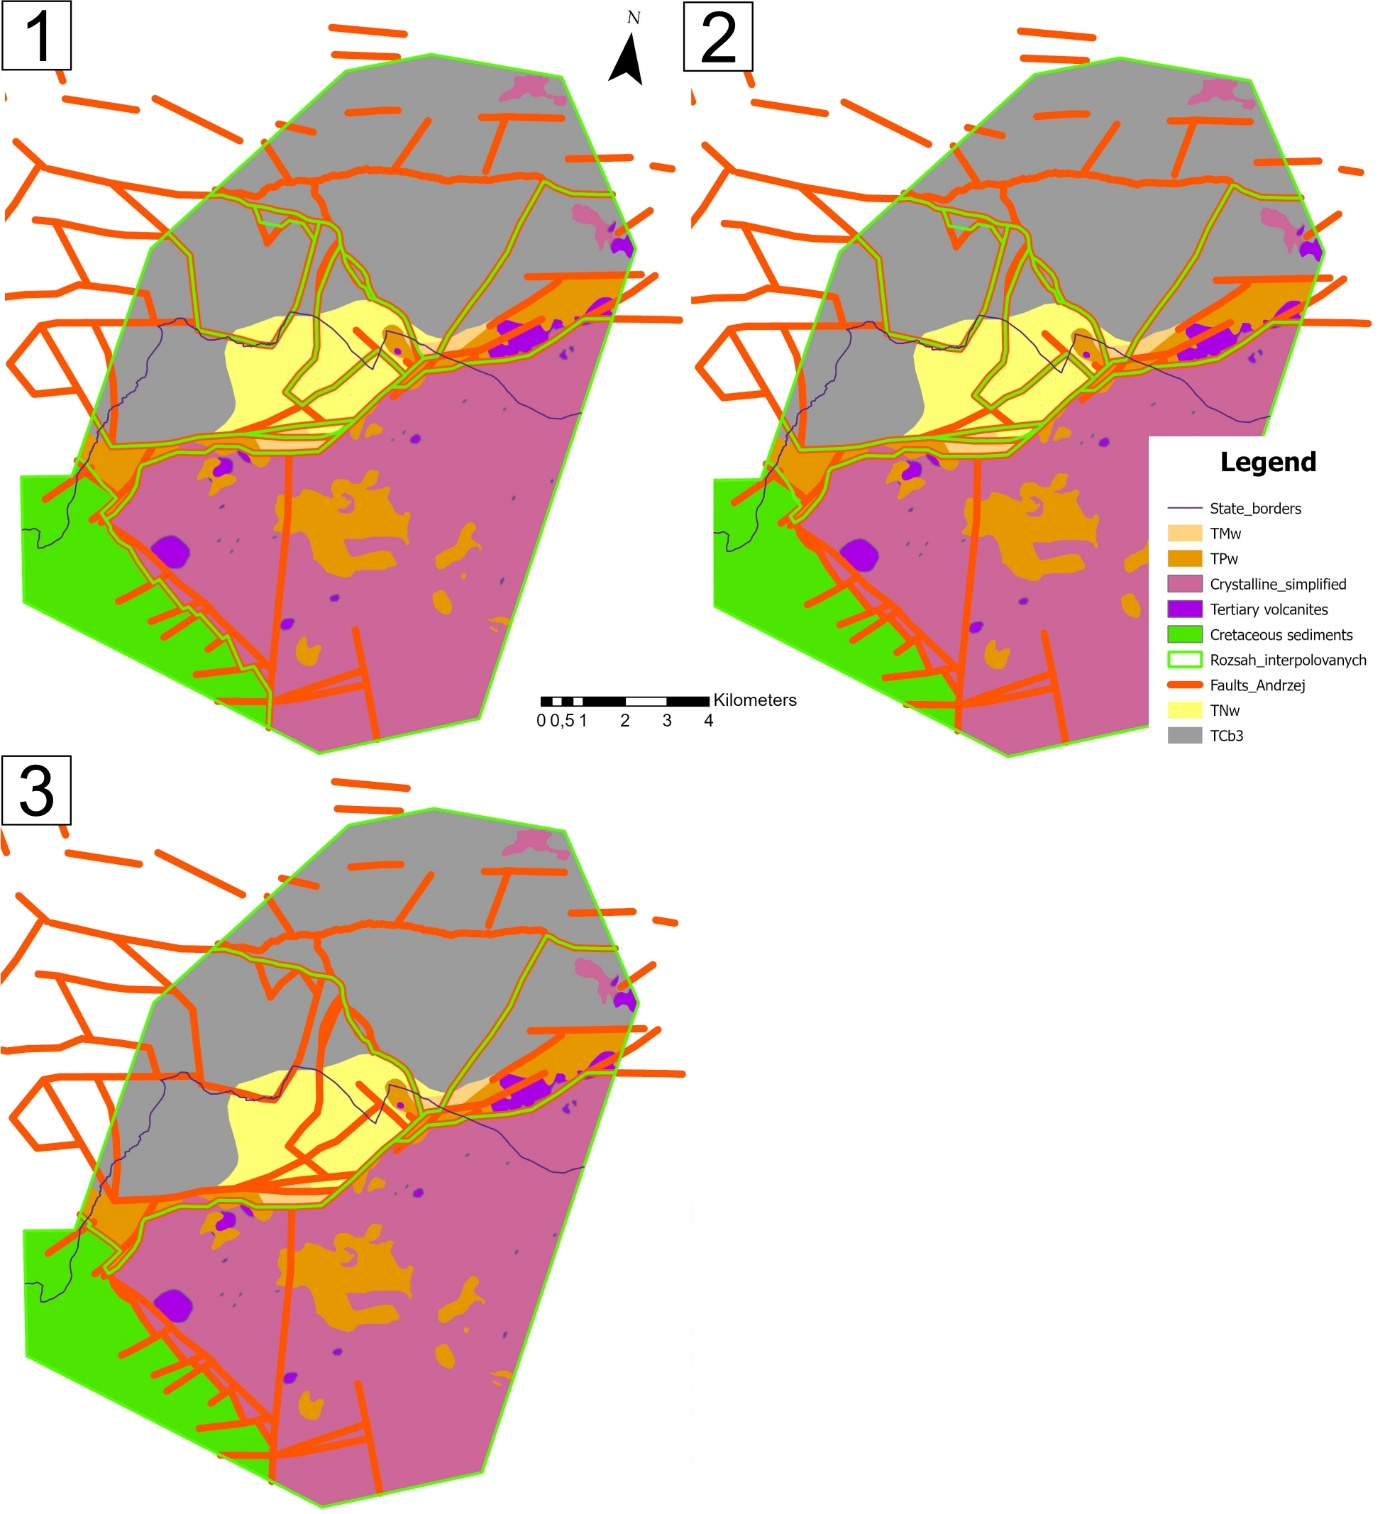 1
N
2
Legend
State_borders
TMw
TPw
Crystalline_simplified
Tertiary volcanites
Cretaceous sediments
Rozsah_interpolovanych
Faults_Andrzej
TNw
TCb3
Kilometers
0 0,5 1 2 3 4
3